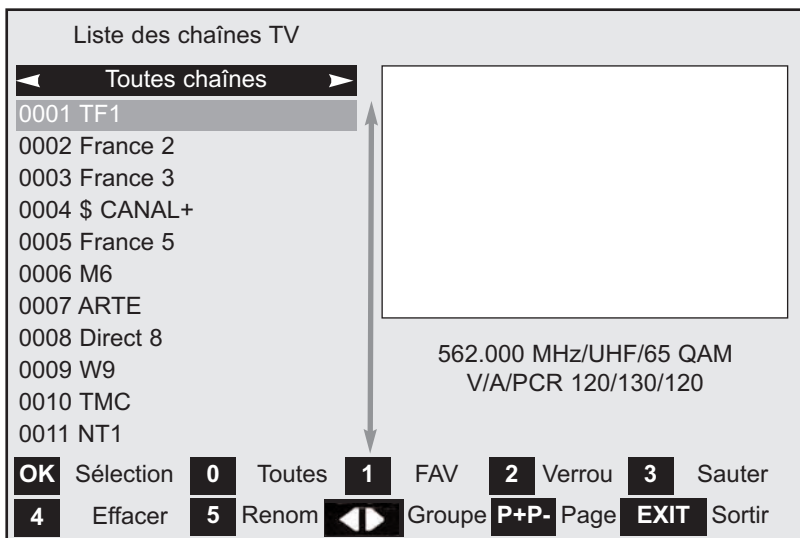 Liste des chaînes TV
Toutes chaînes
0001 TF1
0002 France 2
0003 France 3
0004 $ CANAL+
0005 France 5
0006 M6
0007 ARTE
0008 Direct 8
0009 W9
0010 TMC
0011 NT1
562.000 MHz/UHF/65 QAM
V/A/PCR 120/130/120
OK Sélection 0 Toutes 1 FAV 2 Verrou 3 Sauter
4 Effacer 5 Renom Groupe P+P- Page EXIT Sortir